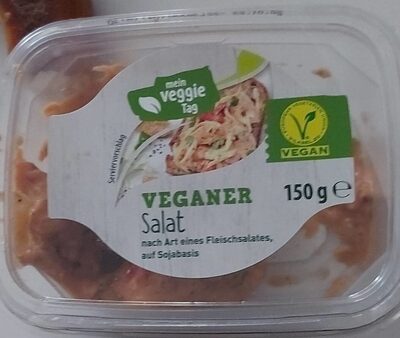 mein
veggie
Tag
Serviervorschlag
VEGAN
VEGANER
Salat
150 g ℮
nach Art eines Fleischsalates,
auf Sojabasis